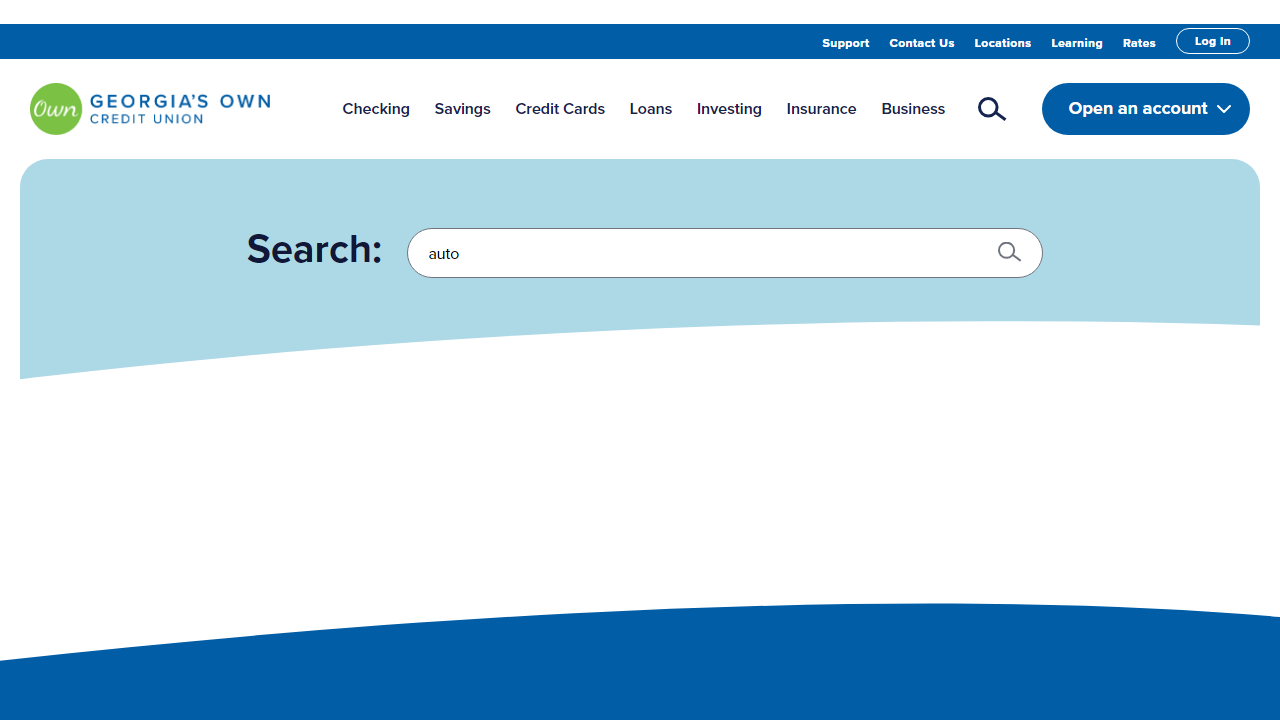 Support Contact Us Locations Learning Rates Log In
Own GEORGIA'S OWN
CREDIT UNION
Checking Savings Credit Cards Loans Investing Insurance Business Open an account
Search: auto